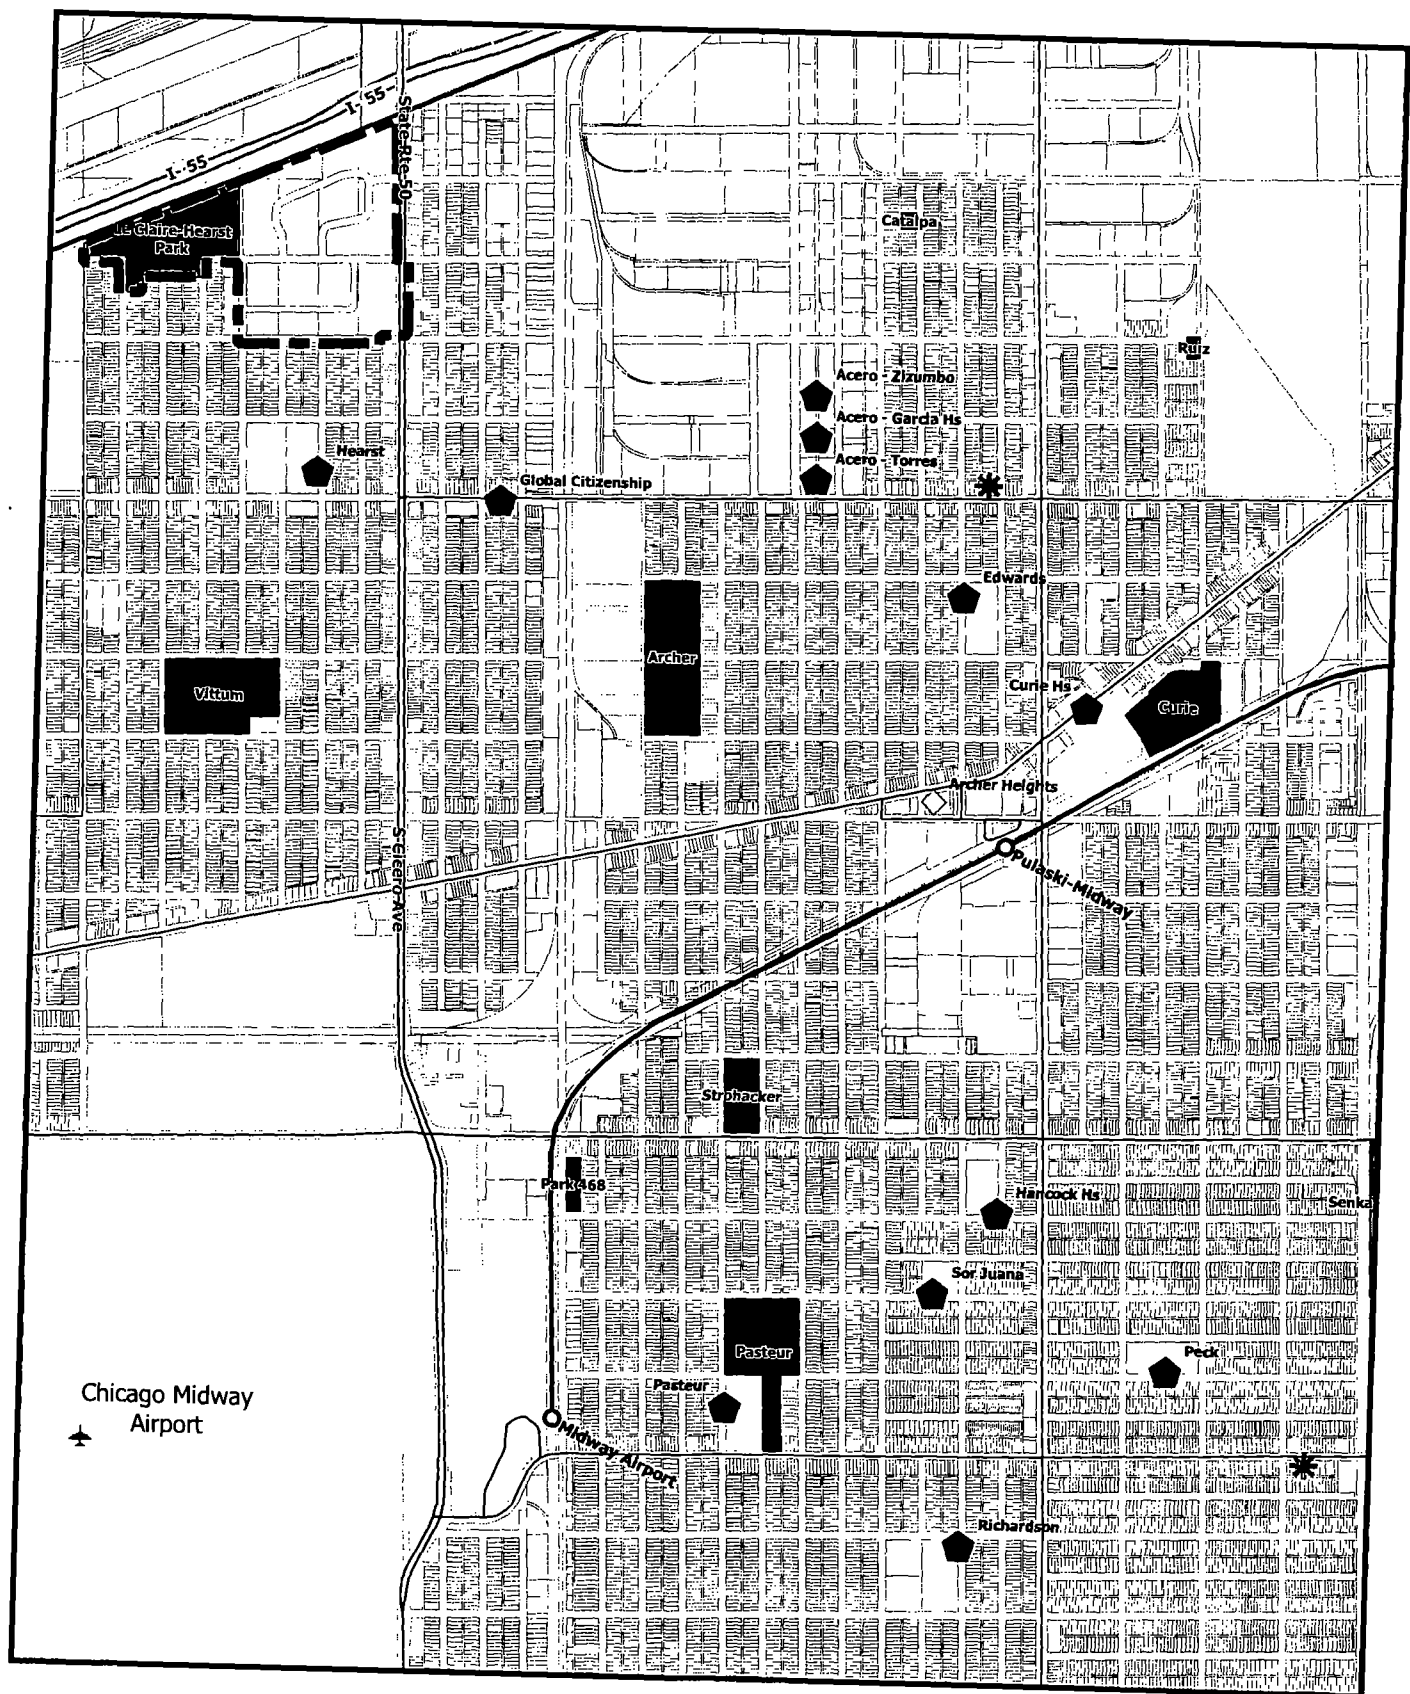 I-55
State Rte 50
I-55
Catalpa
Le Claire-Hearst
Park
Ruiz
Acero - Zizumbo
Acero - Garcia Hs
Hearst
Acero - Torres
Global Citizenship
Edwards
Archer
Curie Hs
Vittum
Curie
Archer Heights
S Cicero Ave
Pulaski-Midway
Strohacker
Park 468
Hancock Hs
Senka
Sor Juana
Pasteur
Peck
Pasteur
Chicago Midway
Airport
Midway Airport
Richardson